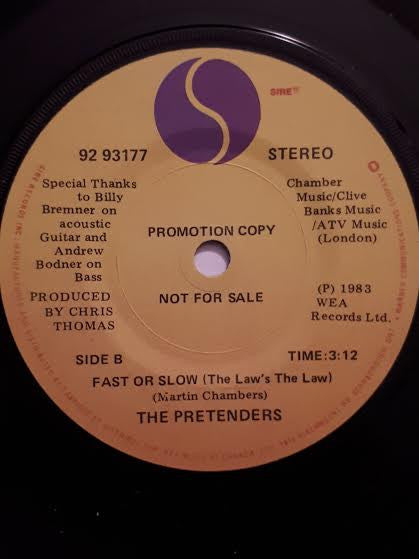 SIRE
92 93177
STEREO
Special Thanks
to Billy
Bremner on
acoustic
Guitar and
Andrew
Bodner on
Bass
PRODUCED
BY CHRIS
THOMAS
Chamber
Music/Clive
Banks Music
/ATV Music
(London)
PROMOTION COPY
NOT FOR SALE
(P) 1983
WEA
Records Ltd.
SIDE B
TIME:3:12
FAST OR SLOW (The Law's The Law)
(Martin Chambers)
THE PRETENDERS